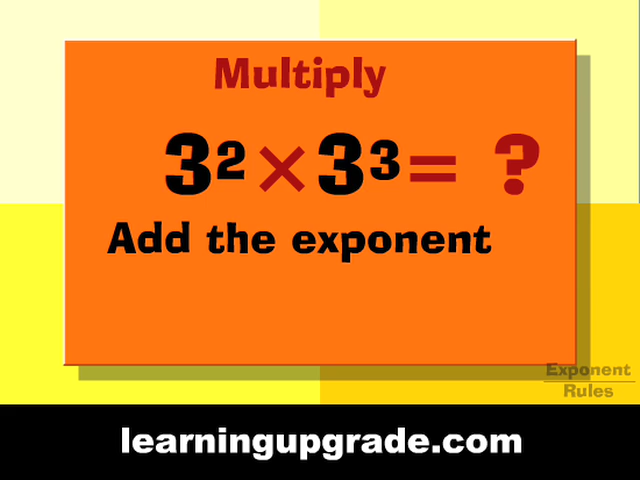 Multiply
3² × 3³ = ?
Add the exponent
Exponent
Rules
learningupgrade.com